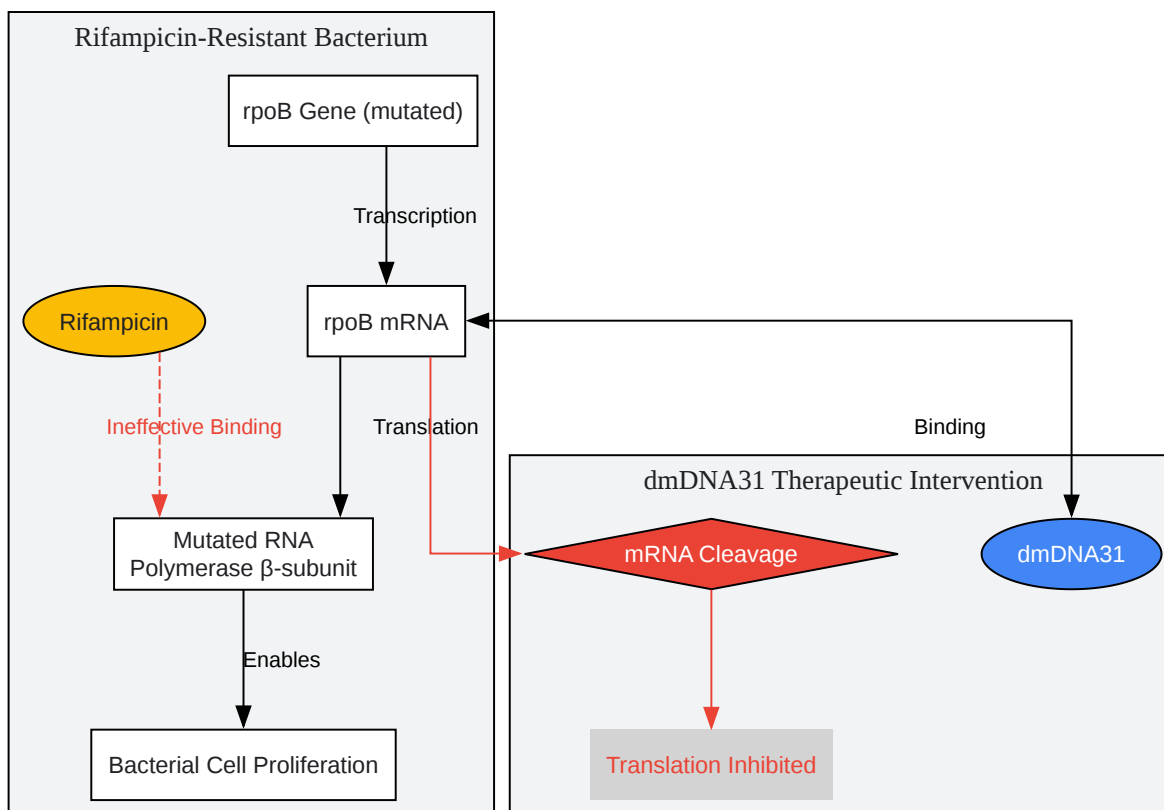 Rifampicin-Resistant Bacterium
rpoB Gene (mutated)
Transcription
Rifampicin
rpoB mRNA
Ineffective Binding
Translation
Binding
dmDNA31 Therapeutic Intervention
Mutated RNA
Polymerase β-subunit
mRNA Cleavage
dmDNA31
Enables
Bacterial Cell Proliferation
Translation Inhibited